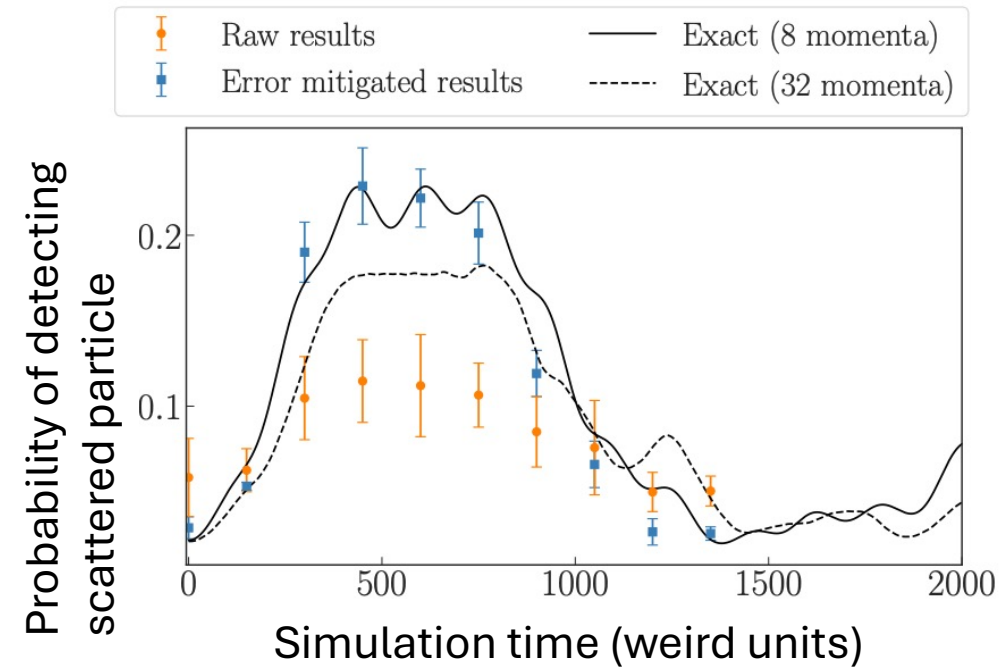 Raw results
Error mitigated results
Exact (8 momenta)
Exact (32 momenta)
Probability of detecting
scattered particle
0.2
0.1
0
500
1000
1500
2000
Simulation time (weird units)